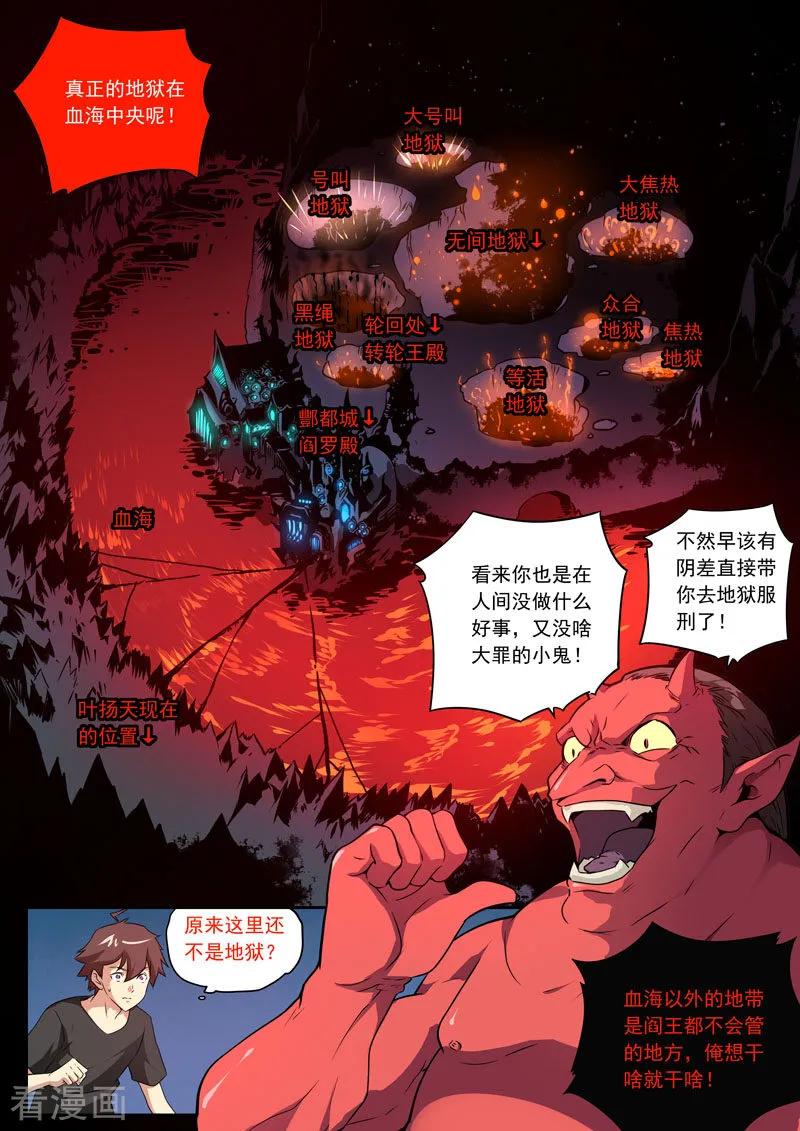 真正的地狱在
血海中央呢！
大号叫
地狱
号叫
地狱
大焦热
地狱
无间地狱↓
黑绳
地狱
轮回处↓
转轮王殿
众合
地狱
焦热
地狱
等活
地狱
酆都城↓
阎罗殿
血海
看来你也是在
人间没做什么
好事，又没啥
大罪的小鬼！
不然早该有
阴差直接带
你去地狱服
刑了！
叶扬天现在
的位置↓
原来这里还
不是地狱？
血海以外的地带
是阎王都不会管
的地方，俺想干
啥就干啥！
看漫画